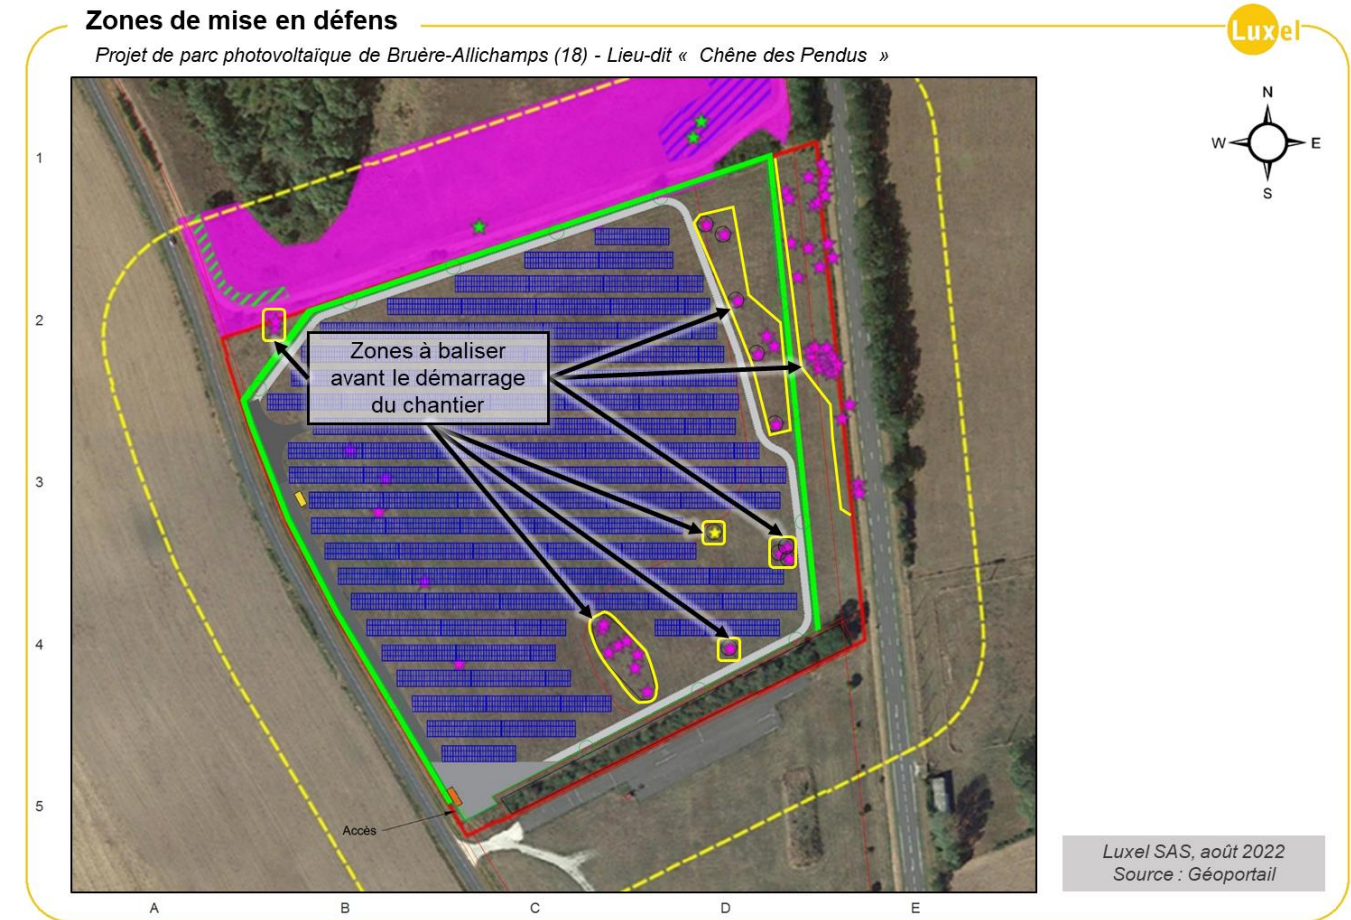 Zones de mise en défens
Luxel
Projet de parc photovoltaïque de Bruère-Allichamps (18) - Lieu-dit « Chêne des Pendus »
N
W E
S
1
2
3
4
5
Zones à baliser
avant le démarrage
du chantier
Accès
Luxel SAS, août 2022
Source : Géoportail
A B C D E